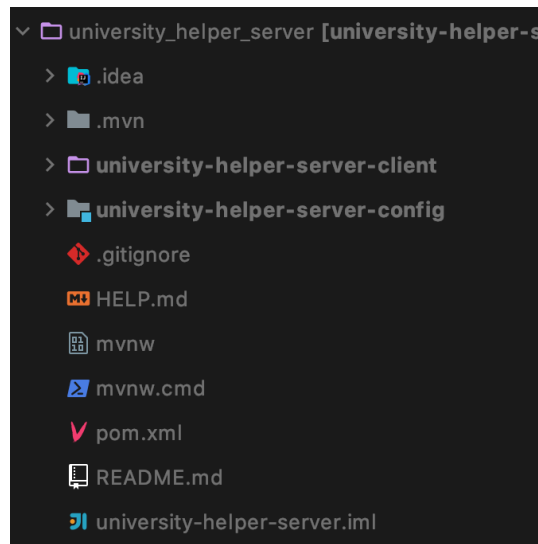 university_helper_server [university-helper-s
.idea
.mvn
university-helper-server-client
university-helper-server-config
.gitignore
HELP.md
mvnw
mvnw.cmd
pom.xml
README.md
university-helper-server.iml